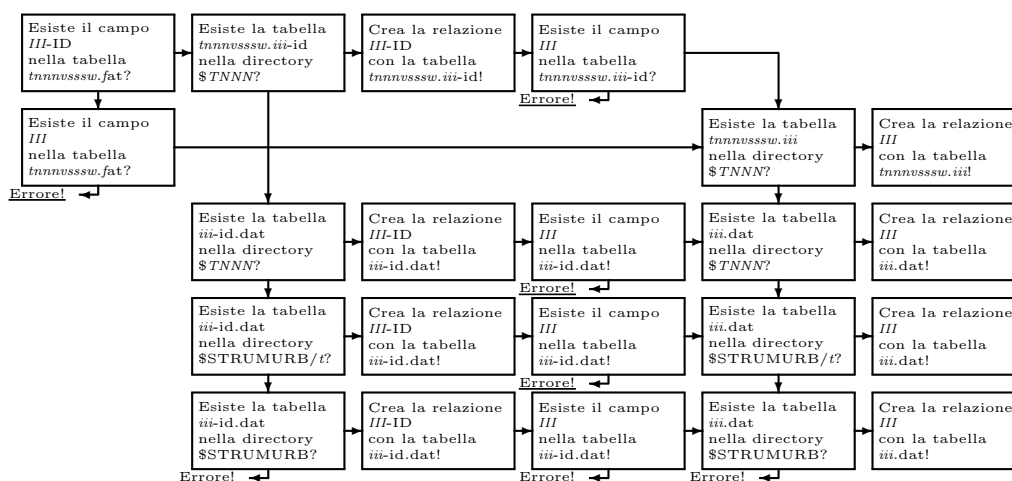 Esiste il campo
III-ID
nella tabella
tnnnvsssw.fat?
Esiste la tabella
tnnnvsssw.iii-id
nella directory
$TNNN?
Crea la relazione
III-ID
con la tabella
tnnnvsssw.iii-id!
Esiste il campo
III
nella tabella
tnnnvsssw.iii-id?
Errore!
Esiste il campo
III
nella tabella
tnnnvsssw.fat?
Errore!
Esiste la tabella
tnnnvsssw.iii
nella directory
$TNNN?
Crea la relazione
III
con la tabella
tnnnvsssw.iii!
Esiste la tabella
iii-id.dat
nella directory
$TNNN?
Crea la relazione
III-ID
con la tabella
iii-id.dat!
Esiste il campo
III
nella tabella
iii-id.dat!
Errore!
Esiste la tabella
iii.dat
nella directory
$TNNN?
Crea la relazione
III
con la tabella
iii.dat!
Esiste la tabella
iii-id.dat
nella directory
$STRUMURB/t?
Crea la relazione
III-ID
con la tabella
iii-id.dat!
Esiste il campo
III
nella tabella
iii-id.dat!
Errore!
Esiste la tabella
iii.dat
nella directory
$STRUMURB/t?
Crea la relazione
III
con la tabella
iii.dat!
Esiste la tabella
iii-id.dat
nella directory
$STRUMURB?
Errore!
Crea la relazione
III-ID
con la tabella
iii-id.dat!
Esiste il campo
III
nella tabella
iii-id.dat!
Errore!
Esiste la tabella
iii.dat
nella directory
$STRUMURB?
Errore!
Crea la relazione
III
con la tabella
iii.dat!